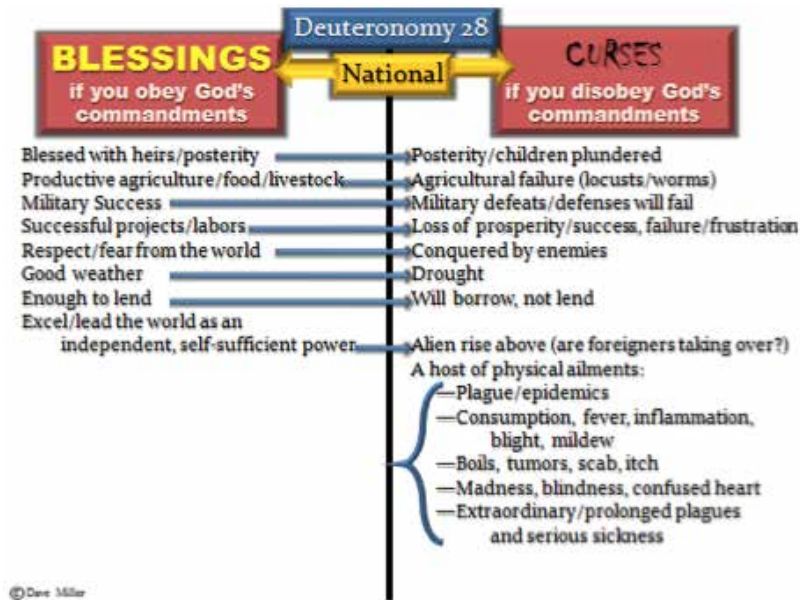 Deuteronomy 28
BLESSINGS
if you obey God's
commandments
National
CURSES
if you disobey God's
commandments
Blessed with heirs/posterity
Posterity/children plundered
Productive agriculture/food/livestock
Agricultural failure (locusts/worms)
Military Success
Military defeats/defenses will fail
Successful projects/labors
Loss of prosperity/success, failure/frustration
Respect/fear from the world
Conquered by enemies
Good weather
Drought
Enough to lend
Will borrow, not lend
Excel/lead the world as an
independent, self-sufficient power
Alien rise above (are foreigners taking over?)
A host of physical ailments:
—Plague/epidemics
—Consumption, fever, inflammation,
blight, mildew
—Boils, tumors, scab, itch
—Madness, blindness, confused heart
—Extraordinary/prolonged plagues
and serious sickness
© Dave Miller